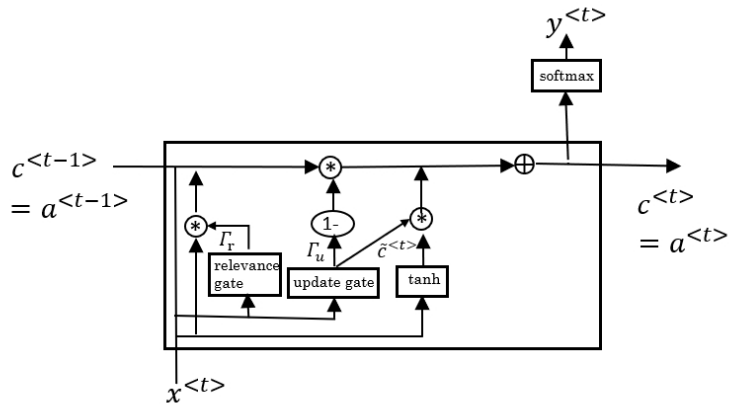 y<t>
softmax
c<t−1>
= a<t−1>
*
⊕
c<t>
= a<t>
*
Γr
1-
Γu
c̃<t>
*
relevance
gate
update gate
tanh
x<t>